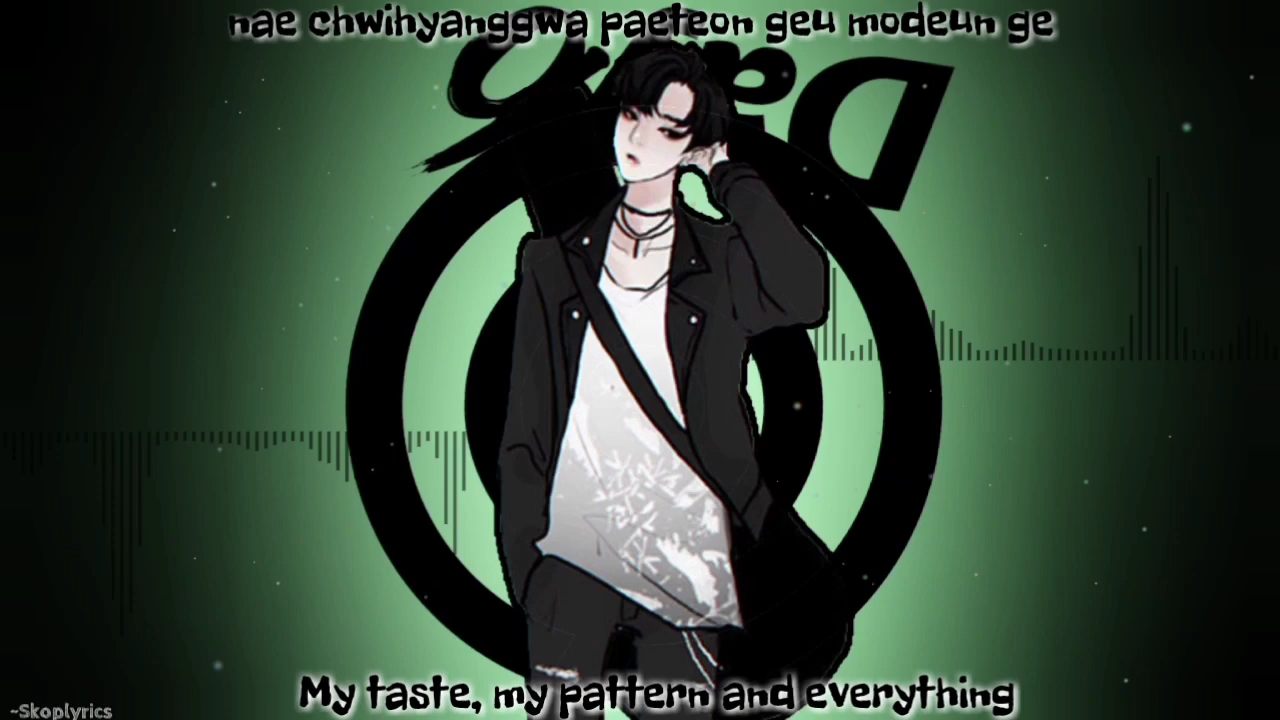 nae chwihyanggwa paeteon geu modeun ge
My taste, my pattern and everything
~Skoplyrics